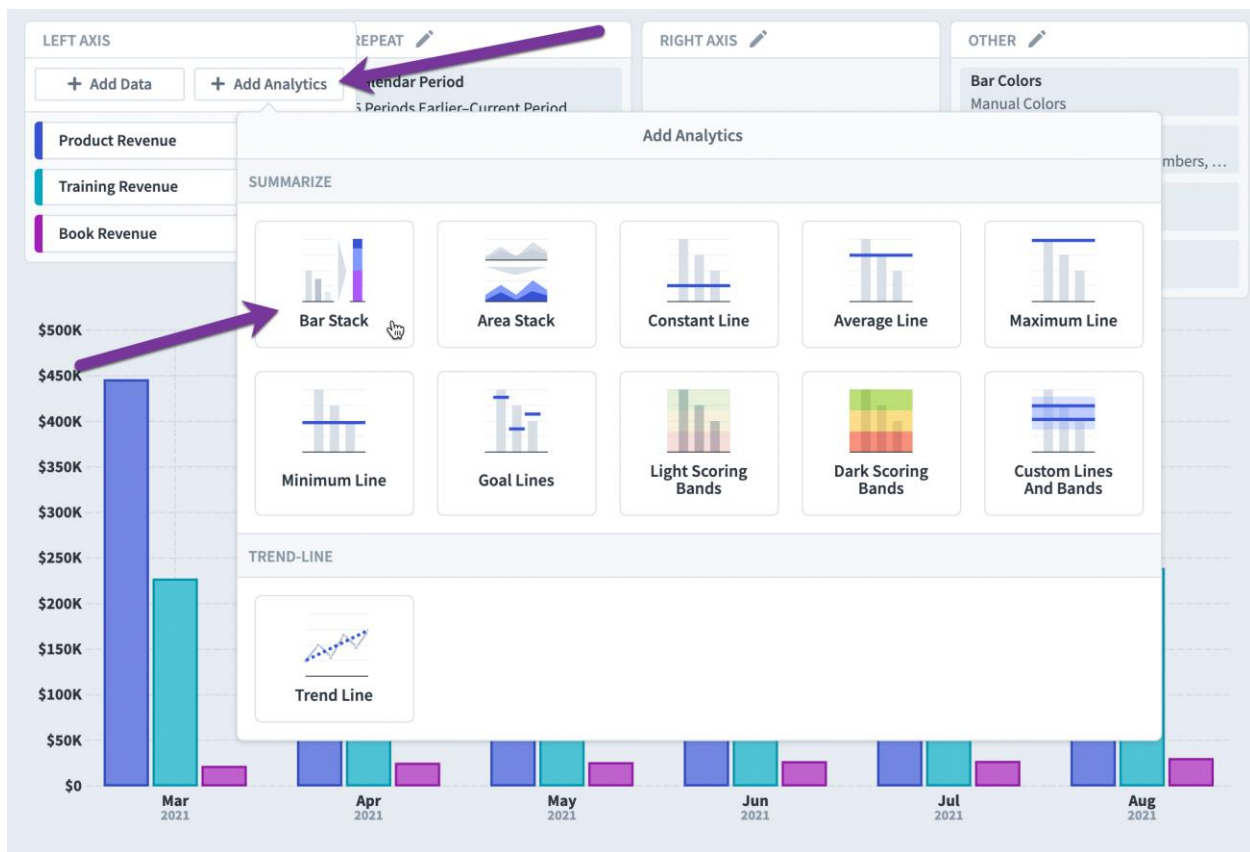 LEFT AXIS
+ Add Data
+ Add Analytics
Product Revenue
Training Revenue
Book Revenue
REPEAT
Calendar Period
5 Periods Earlier–Current Period
RIGHT AXIS
OTHER
Bar Colors
Manual Colors
mbers, ...
Add Analytics
SUMMARIZE
Bar Stack
Area Stack
Constant Line
Average Line
Maximum Line
Minimum Line
Goal Lines
Light Scoring
Bands
Dark Scoring
Bands
Custom Lines
And Bands
TREND-LINE
Trend Line
$500K
$450K
$400K
$350K
$300K
$250K
$200K
$150K
$100K
$50K
$0
Mar
2021
Apr
2021
May
2021
Jun
2021
Jul
2021
Aug
2021